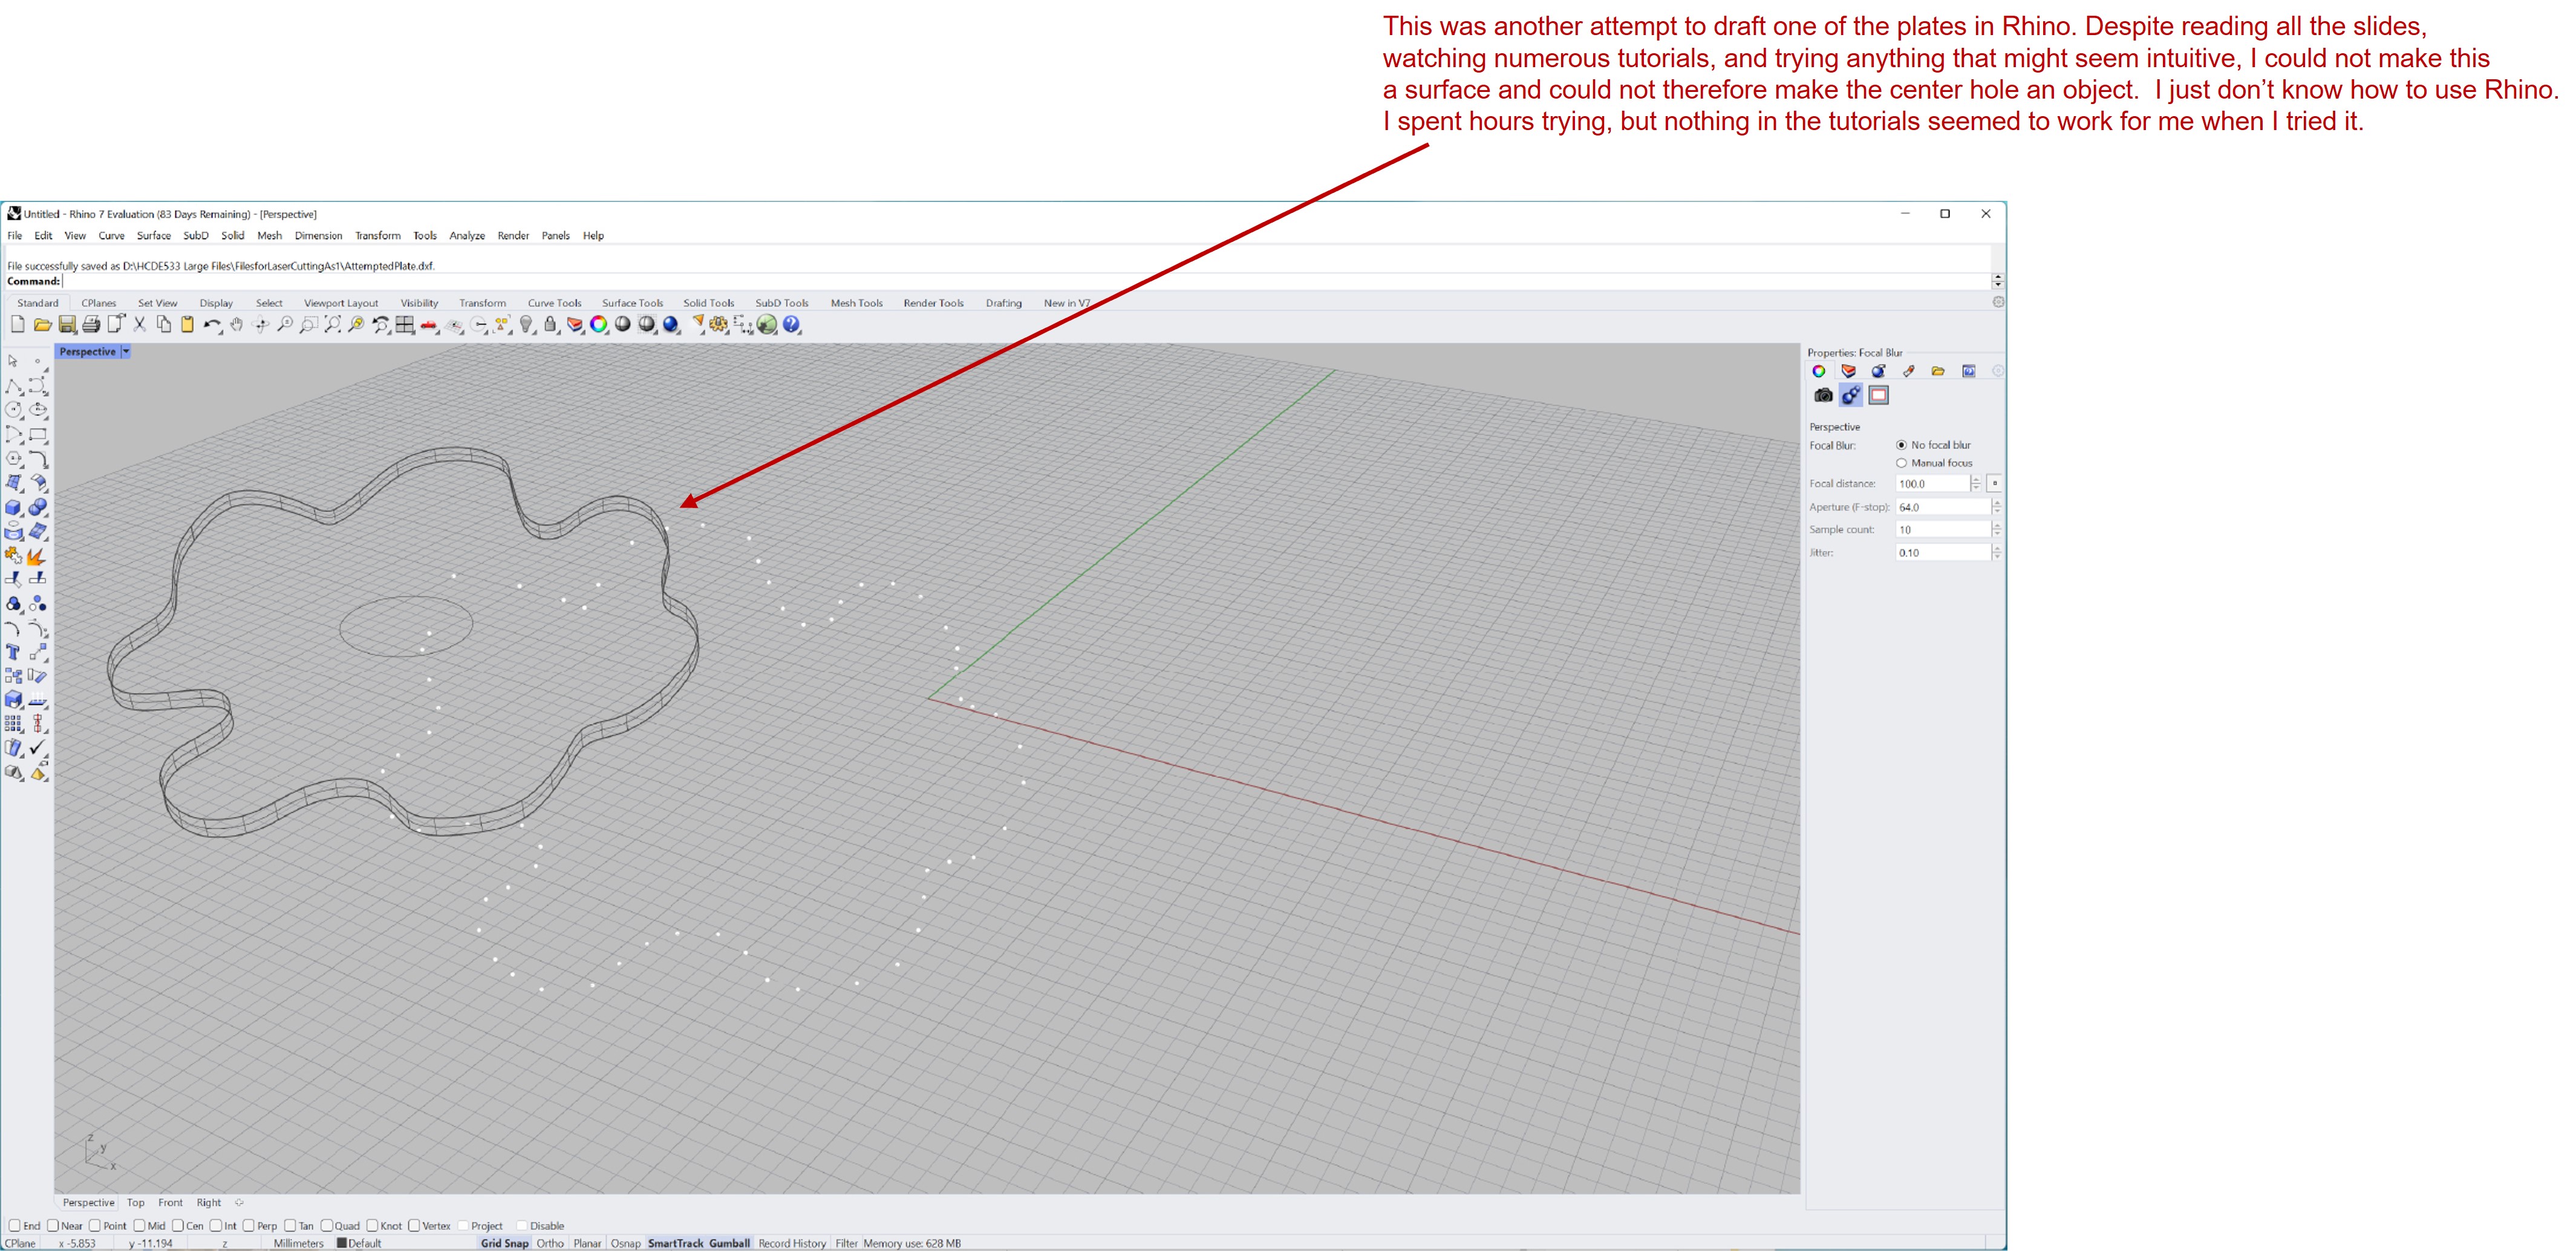 This was another attempt to draft one of the plates in Rhino. Despite reading all the slides,
watching numerous tutorials, and trying anything that might seem intuitive, I could not make this
a surface and could not therefore make the center hole an object.  I just don’t know how to use Rhino.
I spent hours trying, but nothing in the tutorials seemed to work for me when I tried it.
Untitled - Rhino 7 Evaluation (83 Days Remaining) - [Perspective]
File Edit View Curve Surface SubD Solid Mesh Dimension Transform Tools Analyze Render Panels Help
File successfully saved as D:\HCDE533 Large Files\FilesforLaserCuttingAs1\AttemptedPlate.dxf.
Command:
Standard CPlanes Set View Display Select Viewport Layout Visibility Transform Curve Tools Surface Tools Solid Tools SubD Tools Mesh Tools Render Tools Drafting New in V7
Perspective
Properties: Focal Blur
Perspective
Focal Blur: No focal blur
Manual focus
Focal distance: 100.0
Aperture (F-stop): 64.0
Sample count: 10
Jitter: 0.10
z
y
x
Perspective Top Front Right
End Near Point Mid Cen Int Perp Tan Quad Knot Vertex Project Disable
CPlane x -5.853 y -11.194 z Millimeters Default Grid Snap Ortho Planar Osnap SmartTrack Gumball Record History Filter Memory use: 628 MB